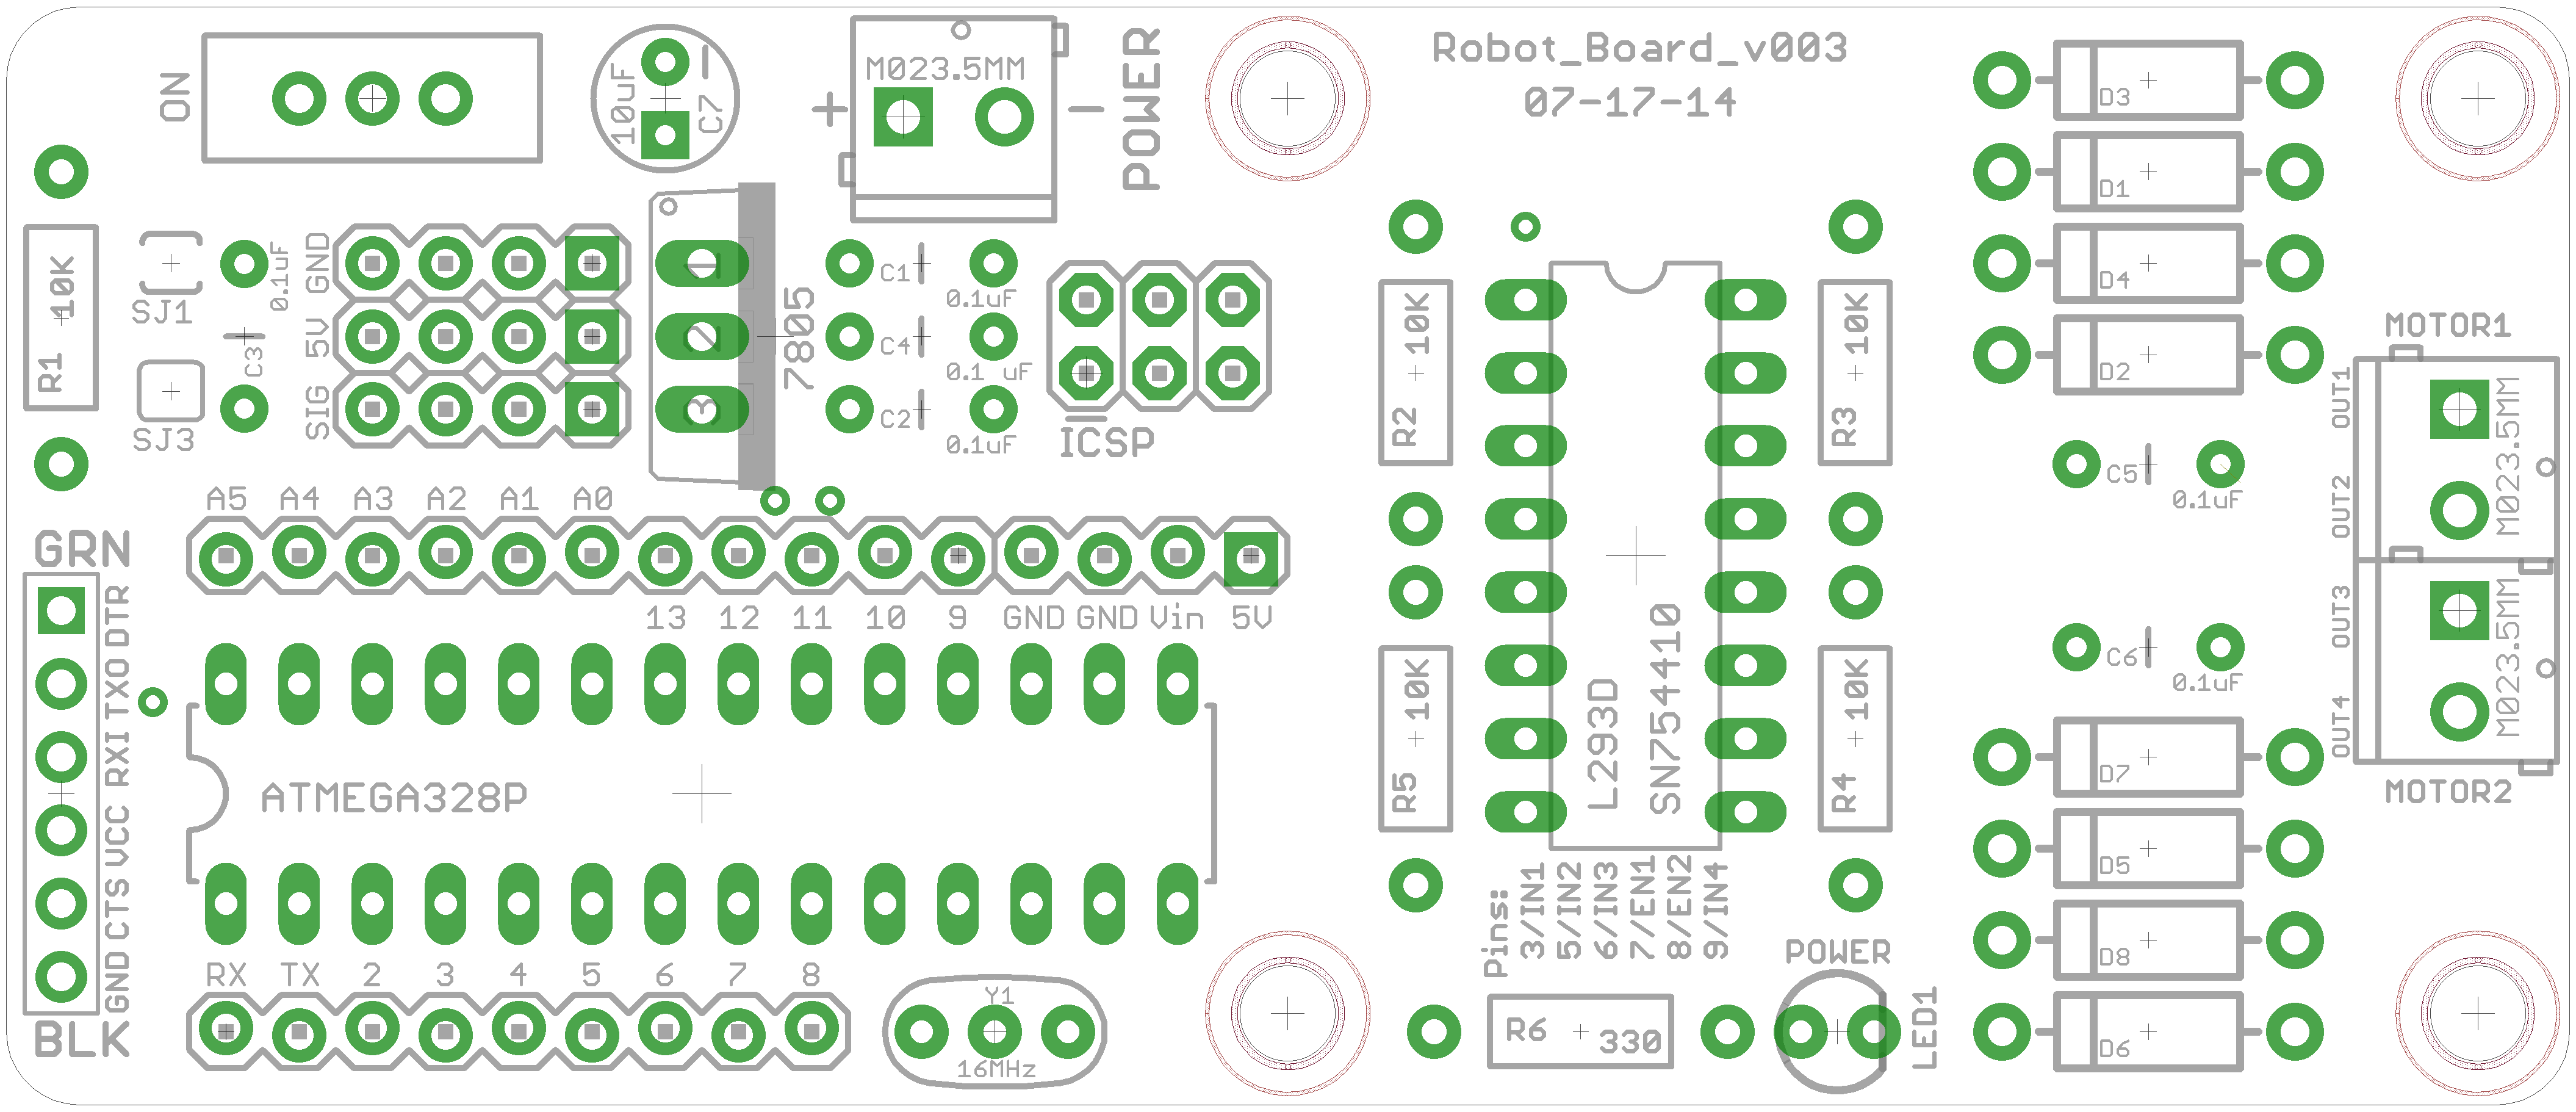 Robot_Board_v003
07-17-14
ON
10uF
C7
-
+
M023.5MM
-
POWER
R1 10K
SJ1
SJ3
0.1uF
C3
GND
5V
SIG
1
2
3
7805
C1
0.1uF
C4
0.1 uF
C2
0.1uF
ICSP
A5 A4 A3 A2 A1 A0
13 12 11 10 9 GND GND Vin 5V
GRN
DTR
TXO
RXI
VCC
CTS
GND
BLK
ATMEGA328P
RX TX 2 3 4 5 6 7 8
Y1
16MHz
R2 10K
R3 10K
R5 10K
R4 10K
L293D
SN754410
Pins:
3/IN1
5/IN2
6/IN3
7/EN1
8/EN2
9/IN4
R6 330
POWER
LED1
D3
D1
D4
D2
C5
0.1uF
C6
0.1uF
D7
D5
D8
D6
MOTOR1
OUT1
OUT2
M023.5MM
OUT3
OUT4
M023.5MM
MOTOR2